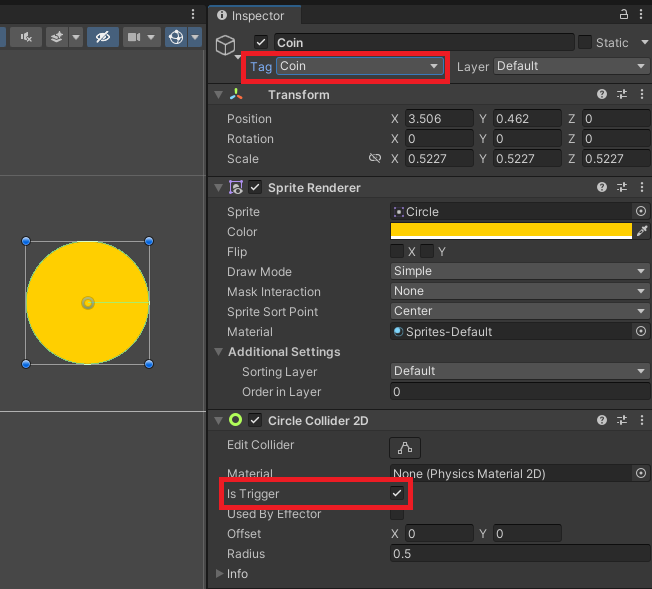 Inspector
Coin Static
Tag Coin Layer Default
Transform
Position X 3.506 Y 0.462 Z 0
Rotation X 0 Y 0 Z 0
Scale X 0.5227 Y 0.5227 Z 0.5227
Sprite Renderer
Sprite Circle
Color
Flip X Y
Draw Mode Simple
Mask Interaction None
Sprite Sort Point Center
Material Sprites-Default
Additional Settings
Sorting Layer Default
Order in Layer 0
Circle Collider 2D
Edit Collider
Material None (Physics Material 2D)
Is Trigger
Used By Effector
Offset X 0 Y 0
Radius 0.5
Info